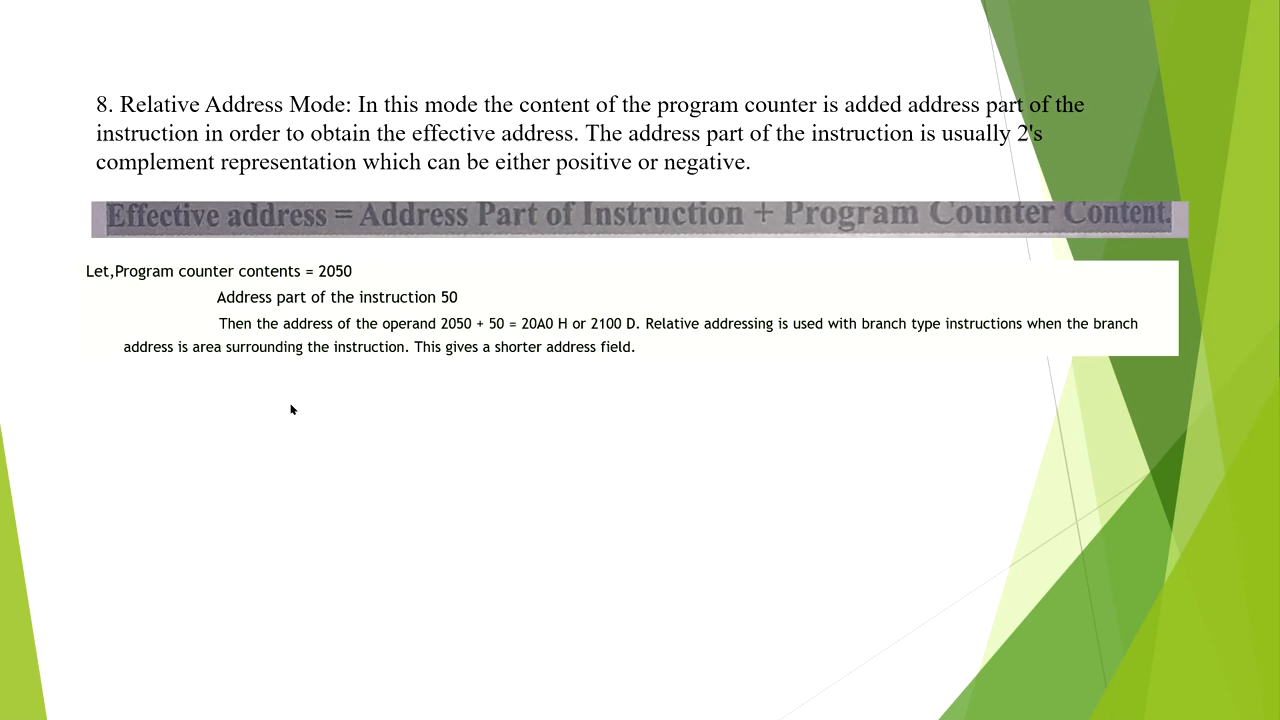 8. Relative Address Mode: In this mode the content of the program counter is added address part of the
instruction in order to obtain the effective address. The address part of the instruction is usually 2's
complement representation which can be either positive or negative.
Effective address = Address Part of Instruction + Program Counter Content.
Let,Program counter contents = 2050
Address part of the instruction 50
Then the address of the operand 2050 + 50 = 20A0 H or 2100 D. Relative addressing is used with branch type instructions when the branch
address is area surrounding the instruction. This gives a shorter address field.